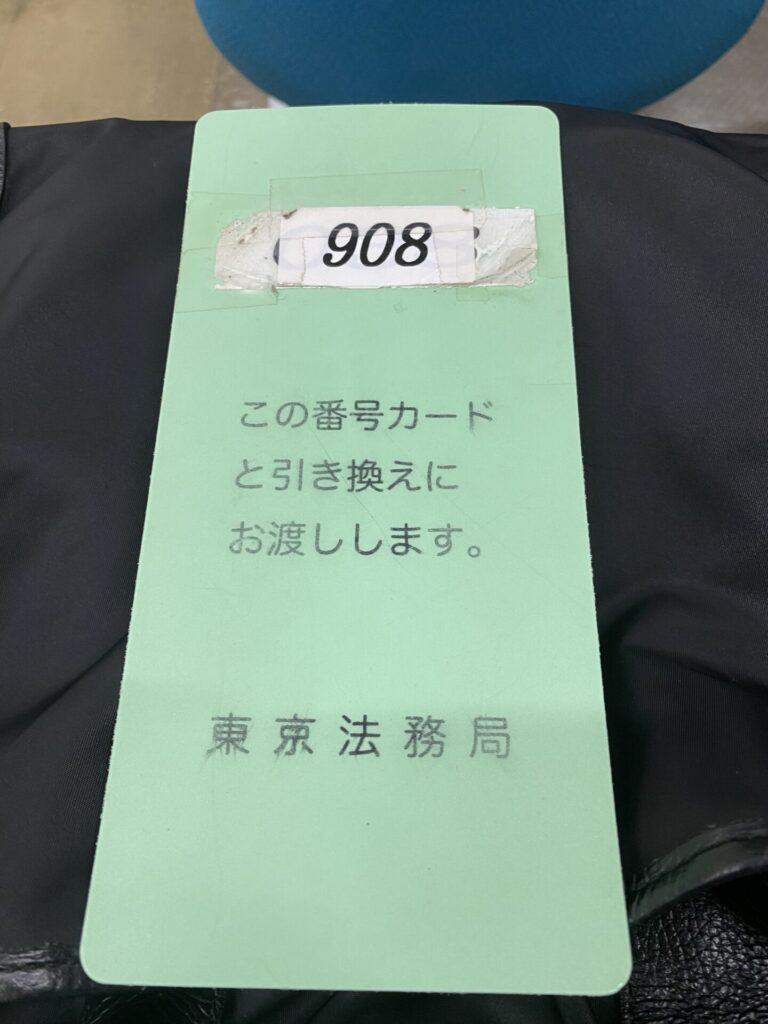 908
この番号カード
と引き換えに
お渡しします。
東京法務局